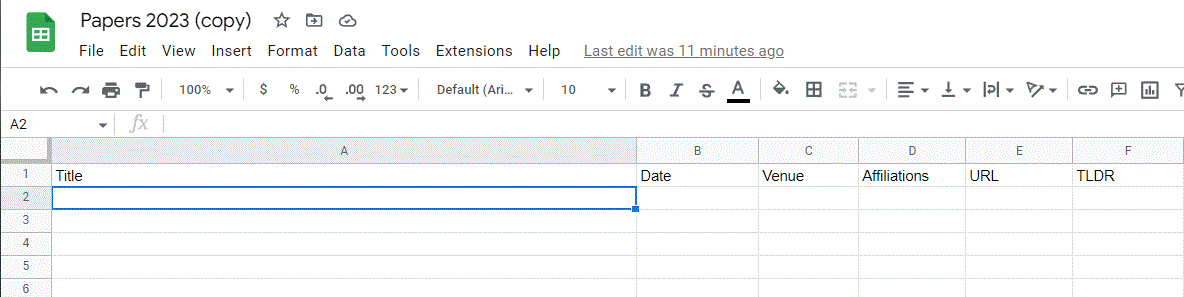 Papers 2023 (copy)
File Edit View Insert Format Data Tools Extensions Help Last edit was 11 minutes ago
100% $ % .0 .00 123 Default (Ari... 10 B I S A
A2 fx
A B C D E F
1 Title Date Venue Affiliations URL TLDR
2
3
4
5
6